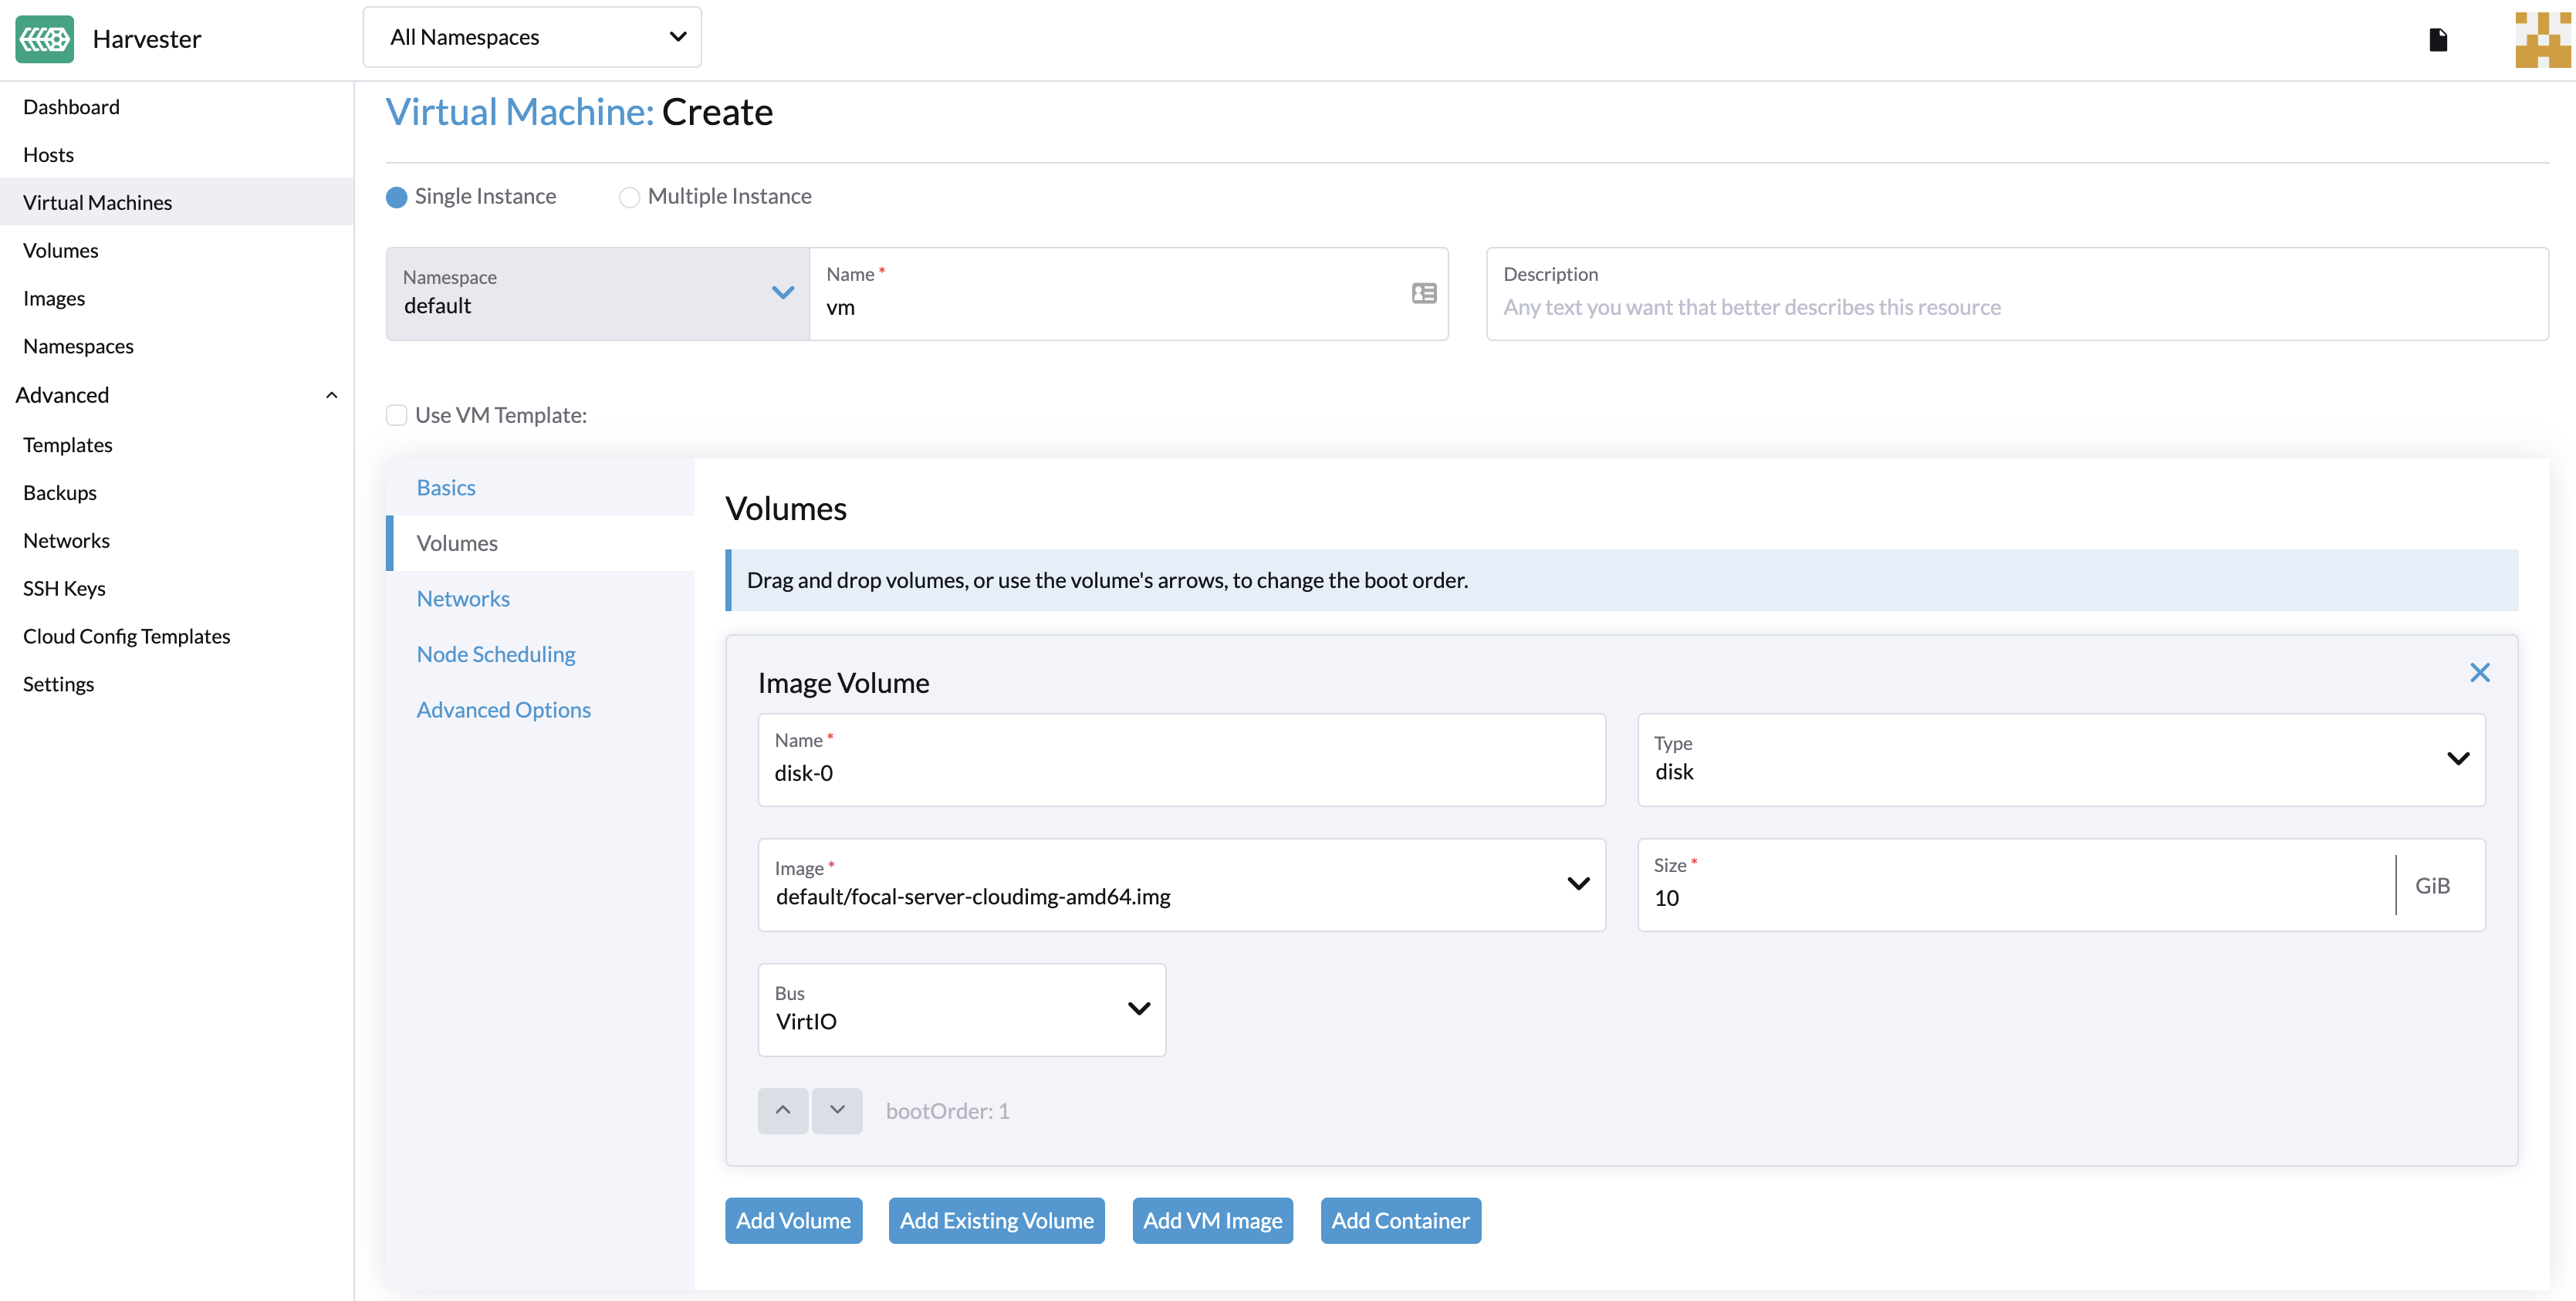 Harvester
All Namespaces
Dashboard
Hosts
Virtual Machines
Volumes
Images
Namespaces
Advanced
Templates
Backups
Networks
SSH Keys
Cloud Config Templates
Settings
Virtual Machine: Create
Single Instance
Multiple Instance
Namespace
default
Name *
vm
Description
Any text you want that better describes this resource
Use VM Template:
Basics
Volumes
Networks
Node Scheduling
Advanced Options
Volumes
Drag and drop volumes, or use the volume's arrows, to change the boot order.
Image Volume
Name *
disk-0
Type
disk
Image *
default/focal-server-cloudimg-amd64.img
Size *
10
GiB
Bus
VirtIO
bootOrder: 1
Add Volume
Add Existing Volume
Add VM Image
Add Container